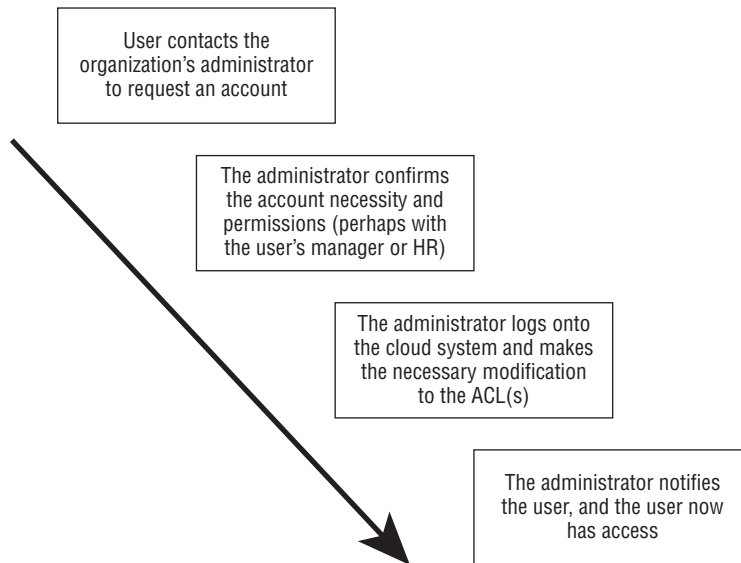 User contacts the
organization’s administrator
to request an account
The administrator confirms
the account necessity and
permissions (perhaps with
the user’s manager or HR)
The administrator logs onto
the cloud system and makes
the necessary modification
to the ACL(s)
The administrator notifies
the user, and the user now
has access